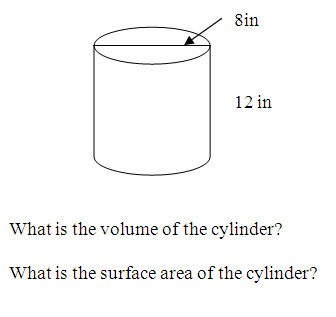 8in
12 in
What is the volume of the cylinder?
What is the surface area of the cylinder?